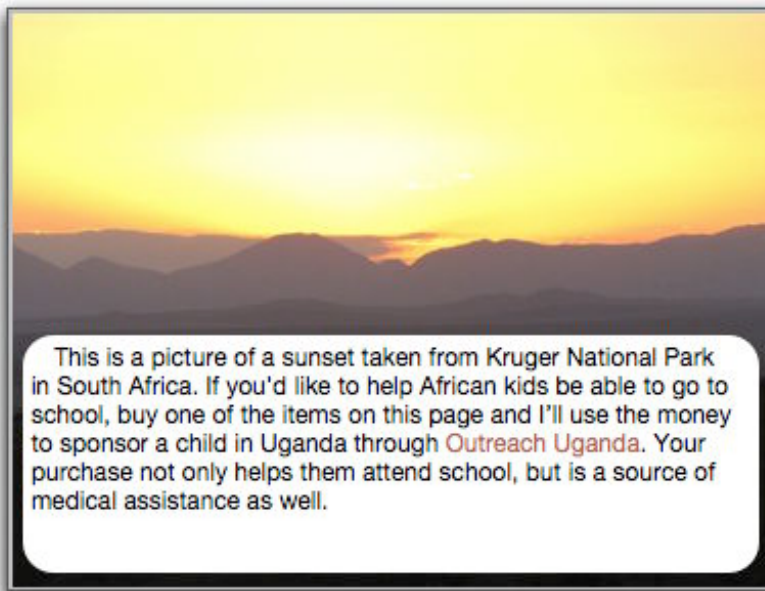 This is a picture of a sunset taken from Kruger National Park
in South Africa. If you'd like to help African kids be able to go to
school, buy one of the items on this page and I'll use the money
to sponsor a child in Uganda through Outreach Uganda. Your
purchase not only helps them attend school, but is a source of
medical assistance as well.